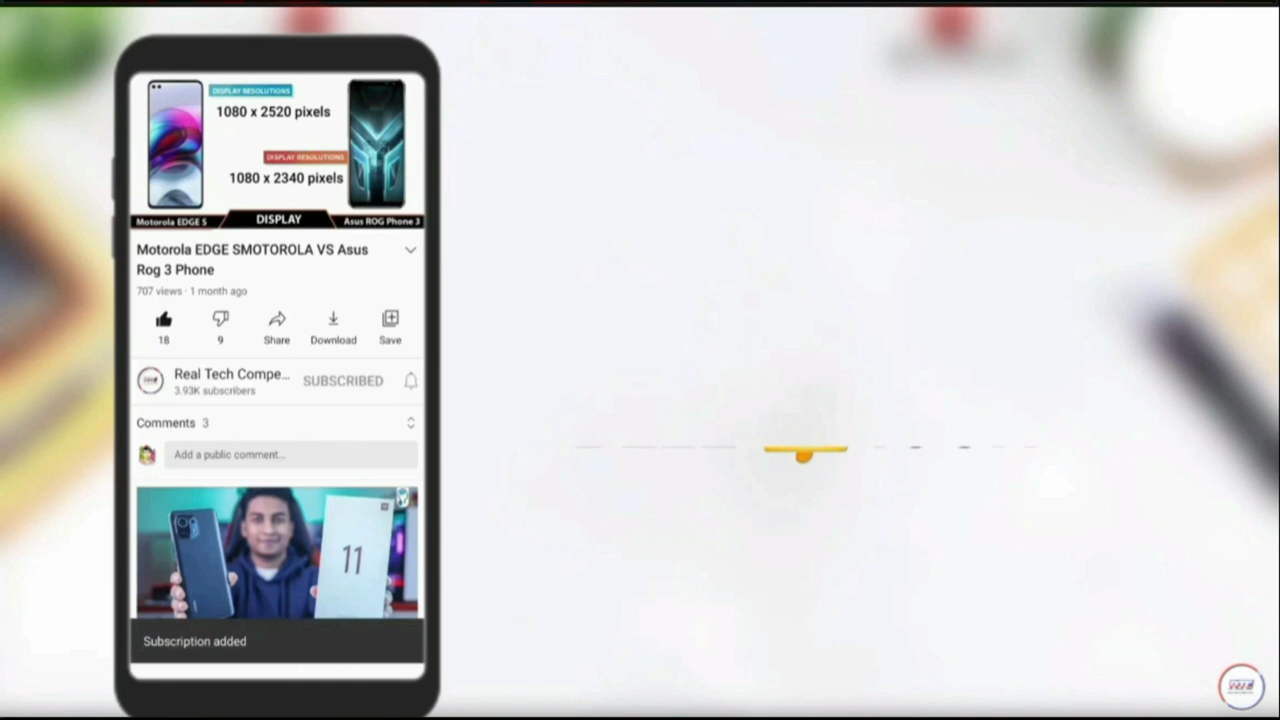 DISPLAY RESOLUTIONS
1080 x 2520 pixels
DISPLAY RESOLUTIONS
1080 x 2340 pixels
Motorola EDGE S
DISPLAY
Asus ROG Phone 3
Motorola EDGE SMOTOROLA VS Asus
Rog 3 Phone
707 views · 1 month ago
18
9
Share
Download
Save
Real Tech Compe...
SUBSCRIBED
3.93K subscribers
Comments 3
Add a public comment...
11
Subscription added